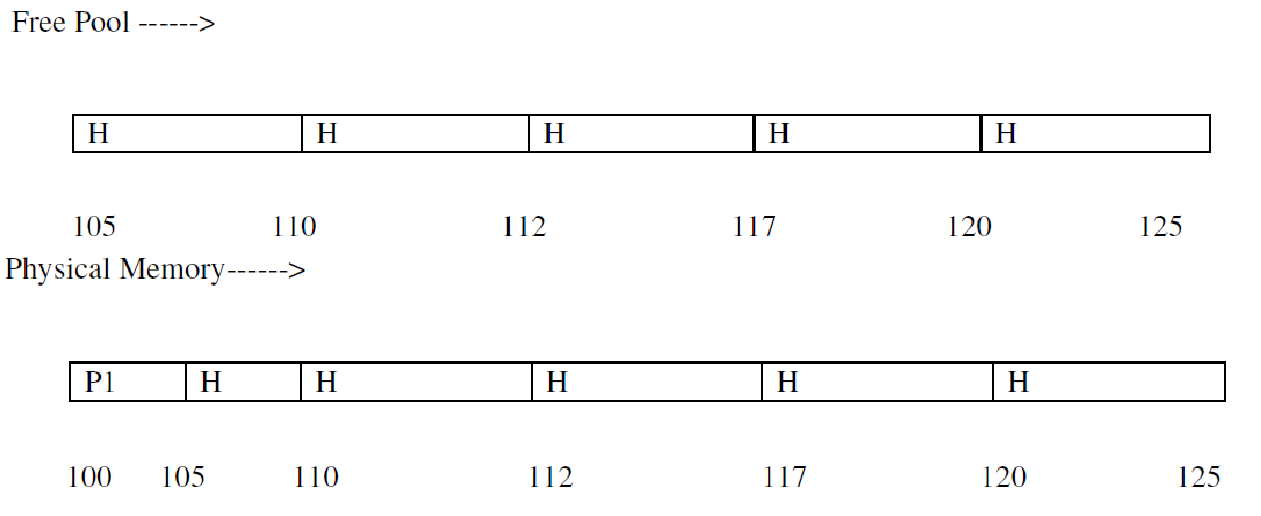 Free Pool ------>
H H H H H
105 110 112 117 120 125
Physical Memory------>
P1 H H H H H
100 105 110 112 117 120 125